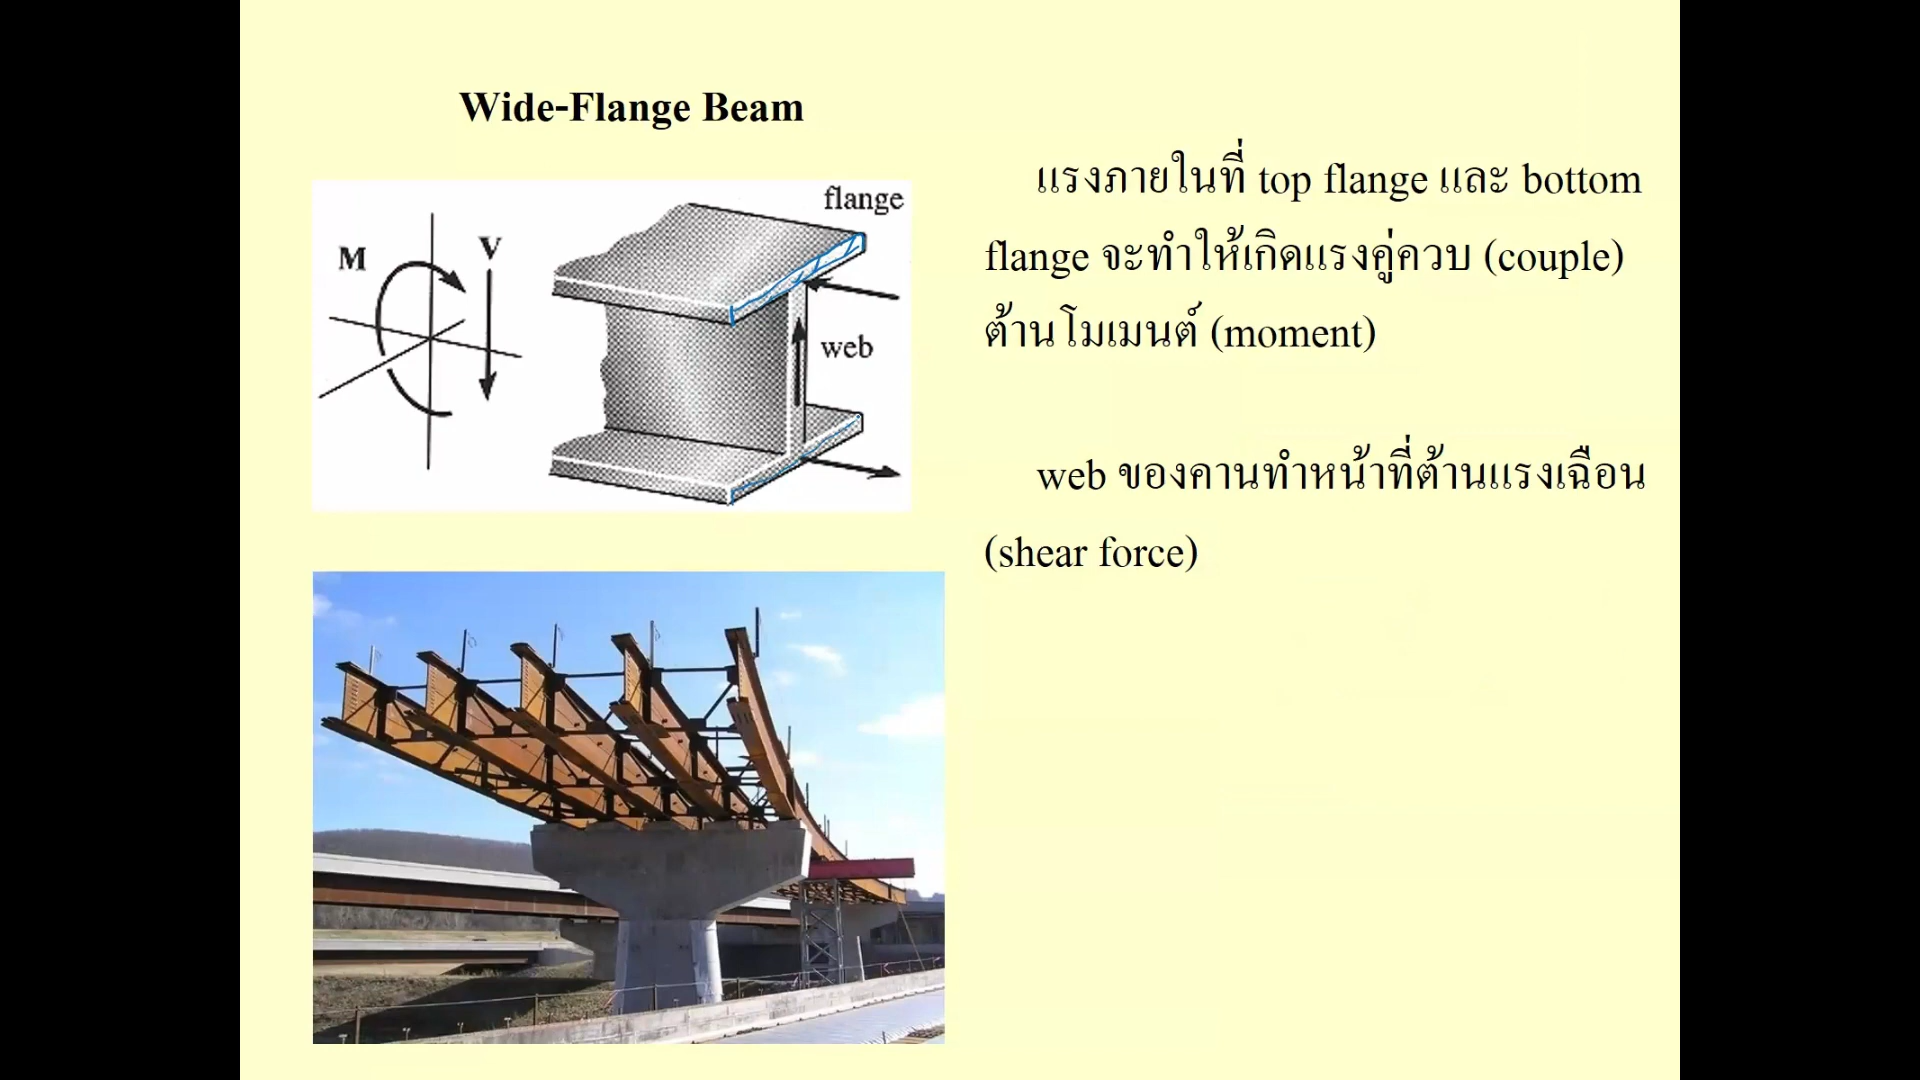 Wide-Flange Beam
flange
M
V
web
แรงภายในที่ top flange และ bottom
flange จะทำให้เกิดแรงคู่ควบ (couple)
ต้านโมเมนต์ (moment)
web ของคานทำหน้าที่ต้านแรงเฉือน
(shear force)